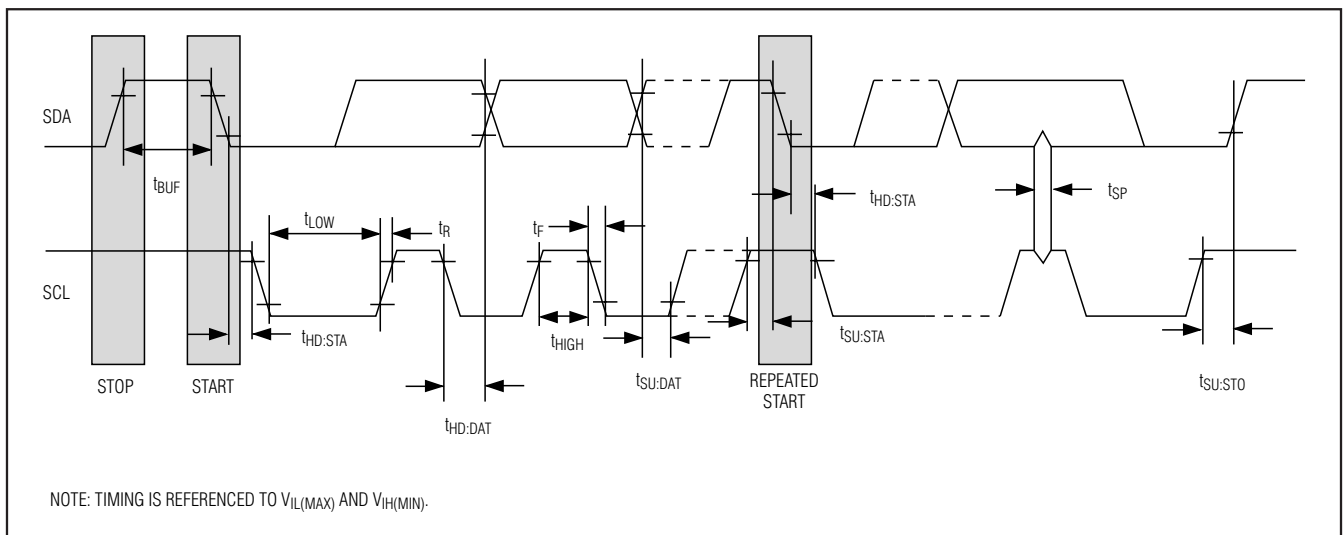 SDA
tBUF
tLOW
tR
tF
tHD:STA
tSP
SCL
tHD:STA
tHIGH
tSU:STA
STOP
START
tSU:DAT
REPEATED
START
tSU:STO
tHD:DAT
NOTE: TIMING IS REFERENCED TO VIL(MAX) AND VIH(MIN).